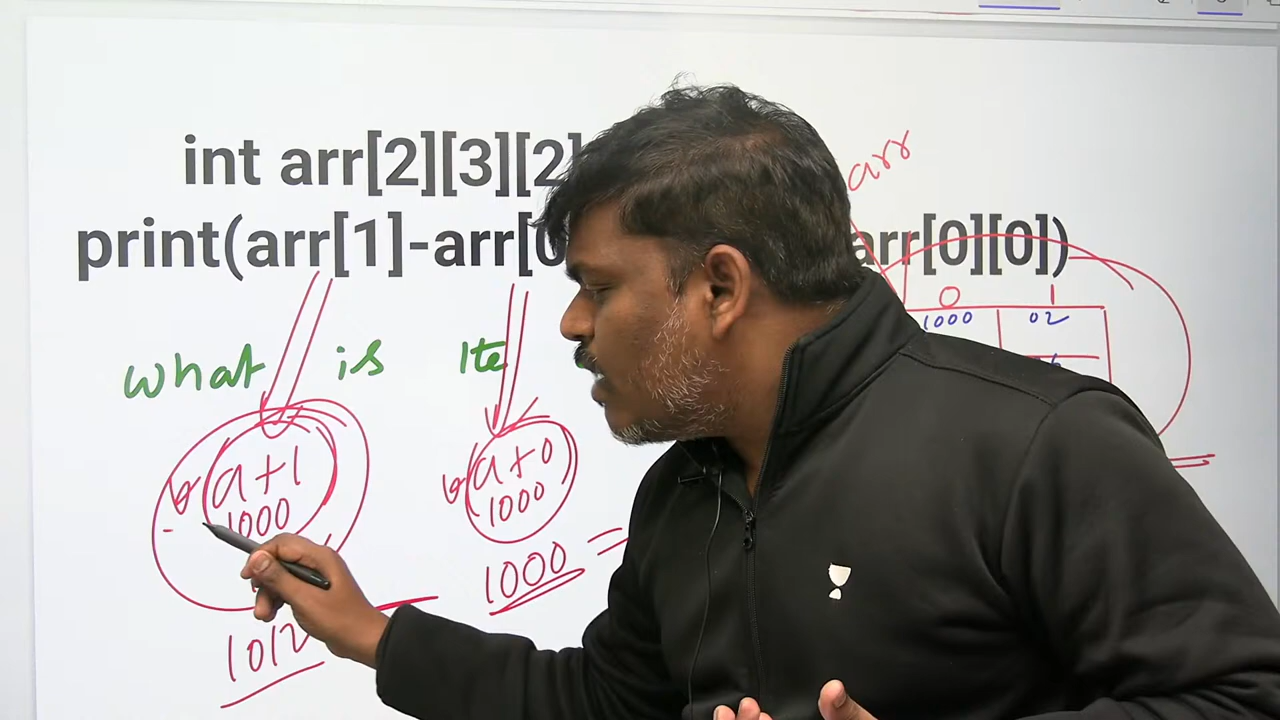 int arr[2][3][2]
arr
print(arr[1]-arr[0 arr[0][0])
0 1
1000 02
what is Ite
*(a+1 *(a+0)
1000 1000
1000 =
1012